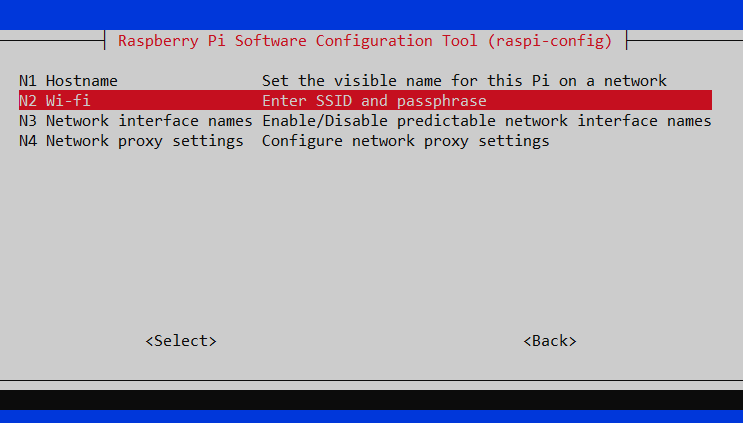 Raspberry Pi Software Configuration Tool (raspi-config)
N1 Hostname Set the visible name for this Pi on a network
N2 Wi-fi Enter SSID and passphrase
N3 Network interface names Enable/Disable predictable network interface names
N4 Network proxy settings Configure network proxy settings
<Select> <Back>